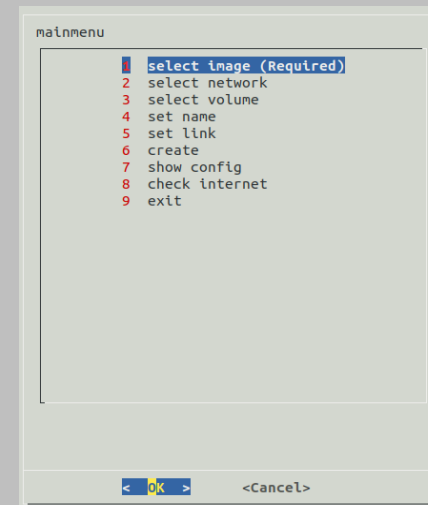 mainmenu
1 select image (Required)
2 select network
3 select volume
4 set name
5 set link
6 create
7 show config
8 check internet
9 exit
< OK > <Cancel>